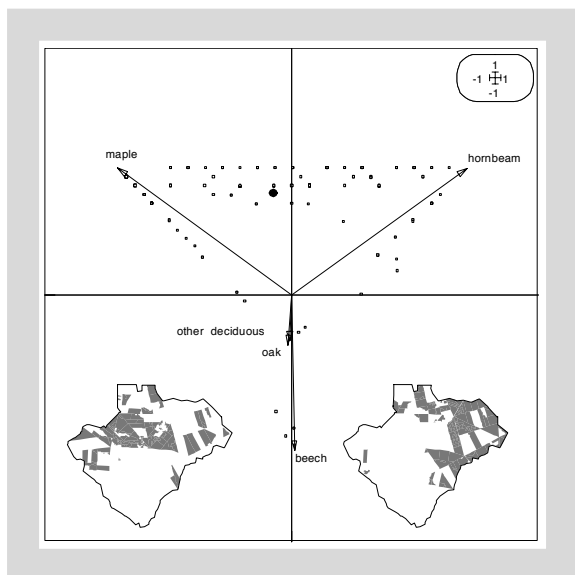 1
-1 1
-1
maple
hornbeam
other deciduous
oak
beech